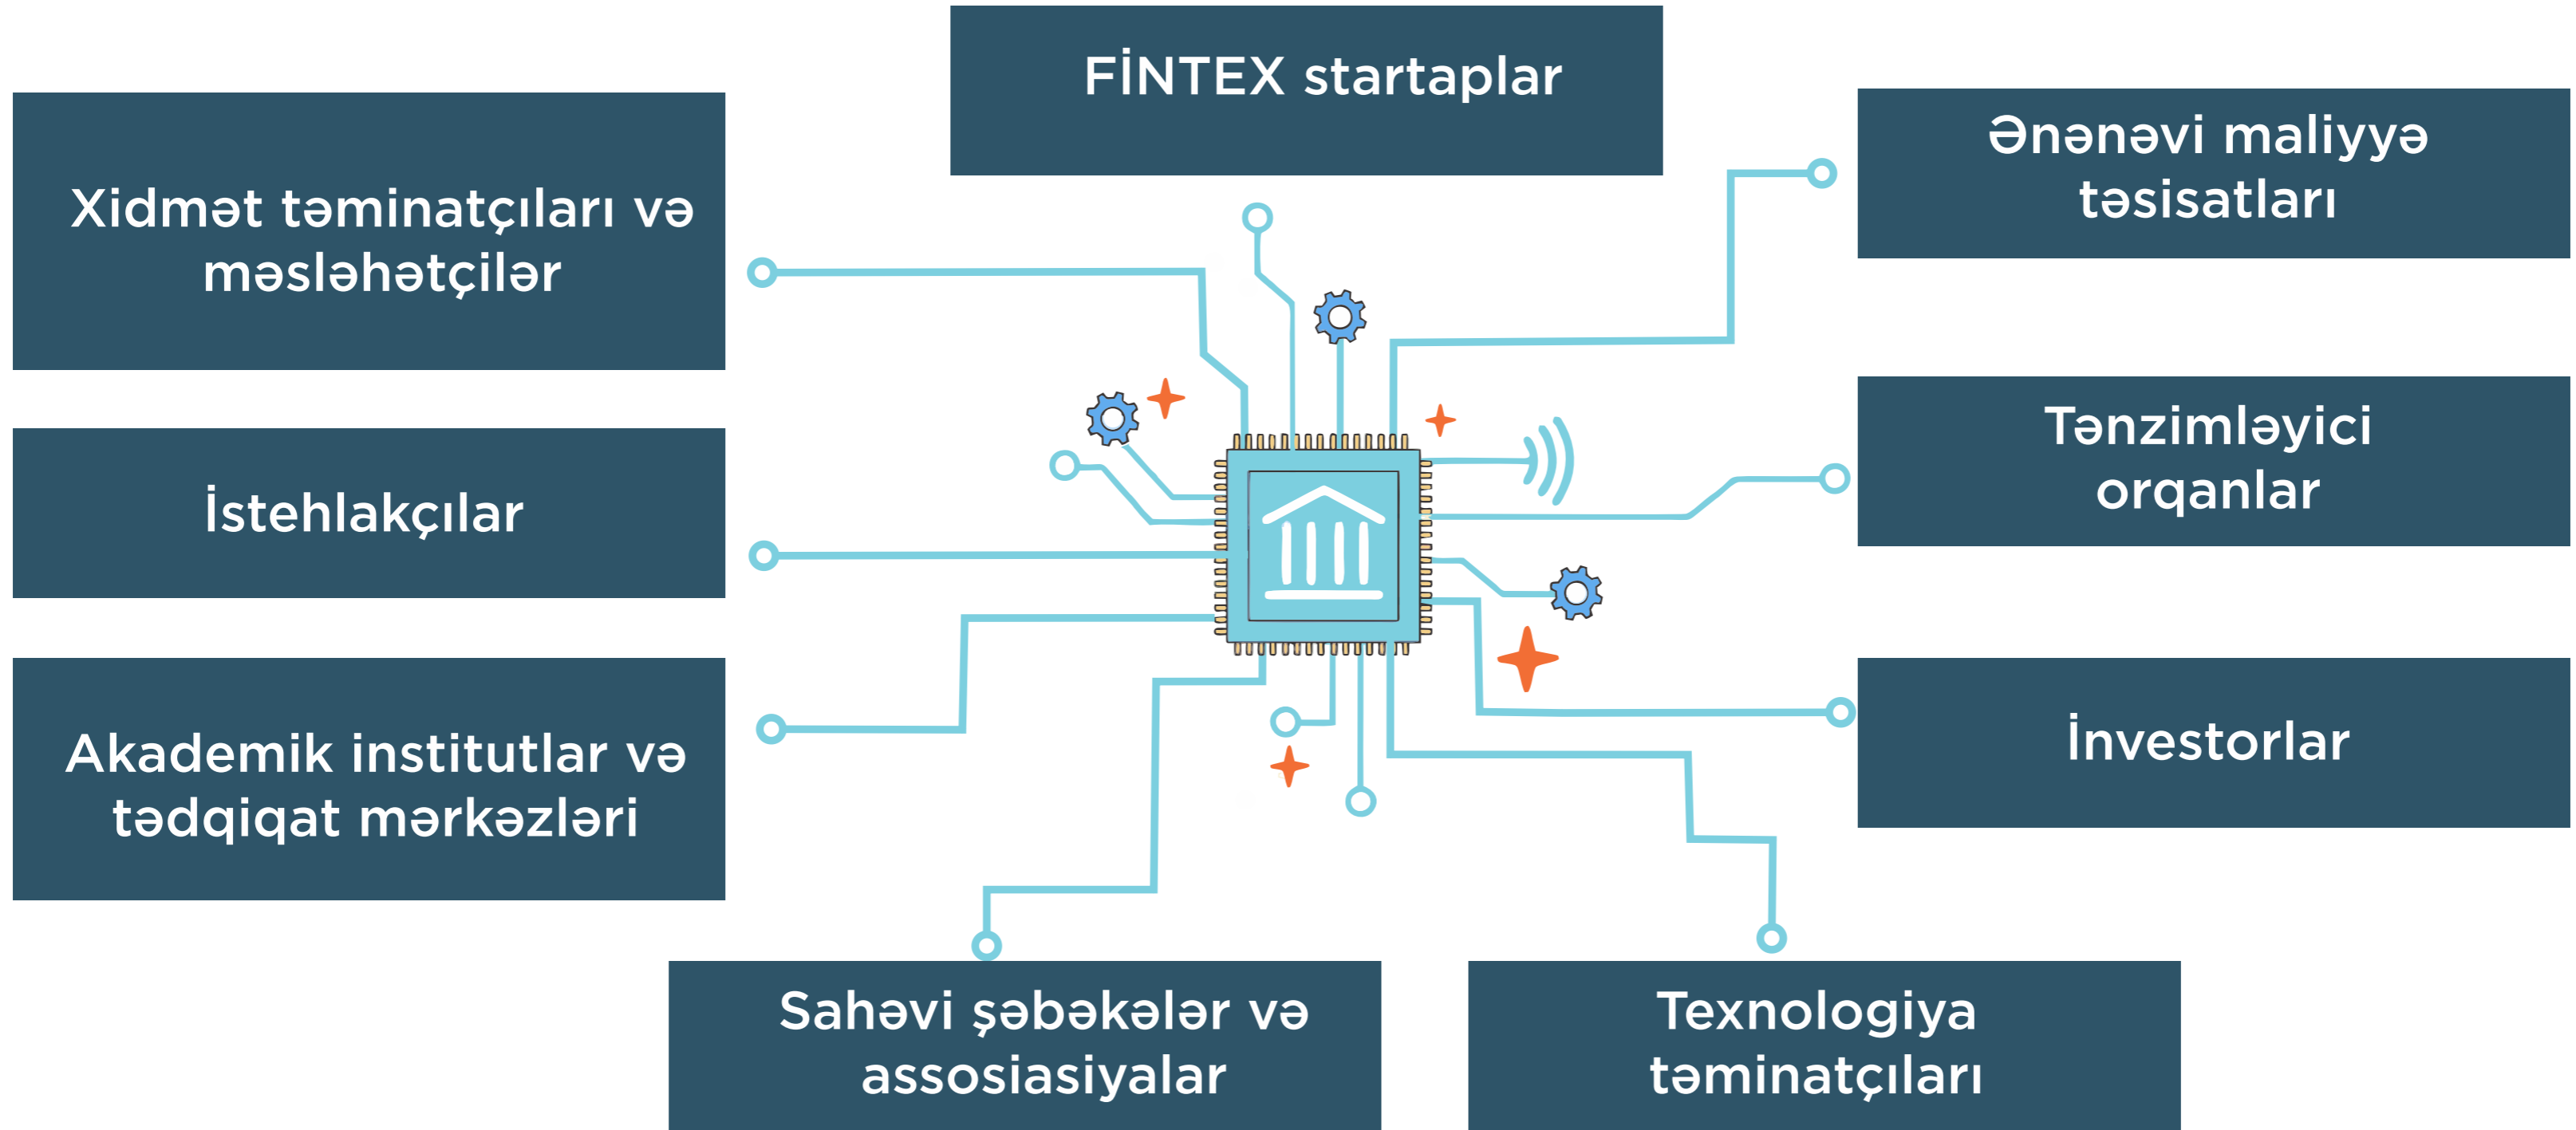 FİNTEX startaplar
Xidmət təminatçıları və
məsləhətçilər
Ənənəvi maliyyə
təsisatları
İstehlakçılar
Tənzimləyici
orqanlar
Akademik institutlar və
tədqiqat mərkəzləri
İnvestorlar
Sahəvi şəbəkələr və
assosiasiyalar
Texnologiya
təminatçıları